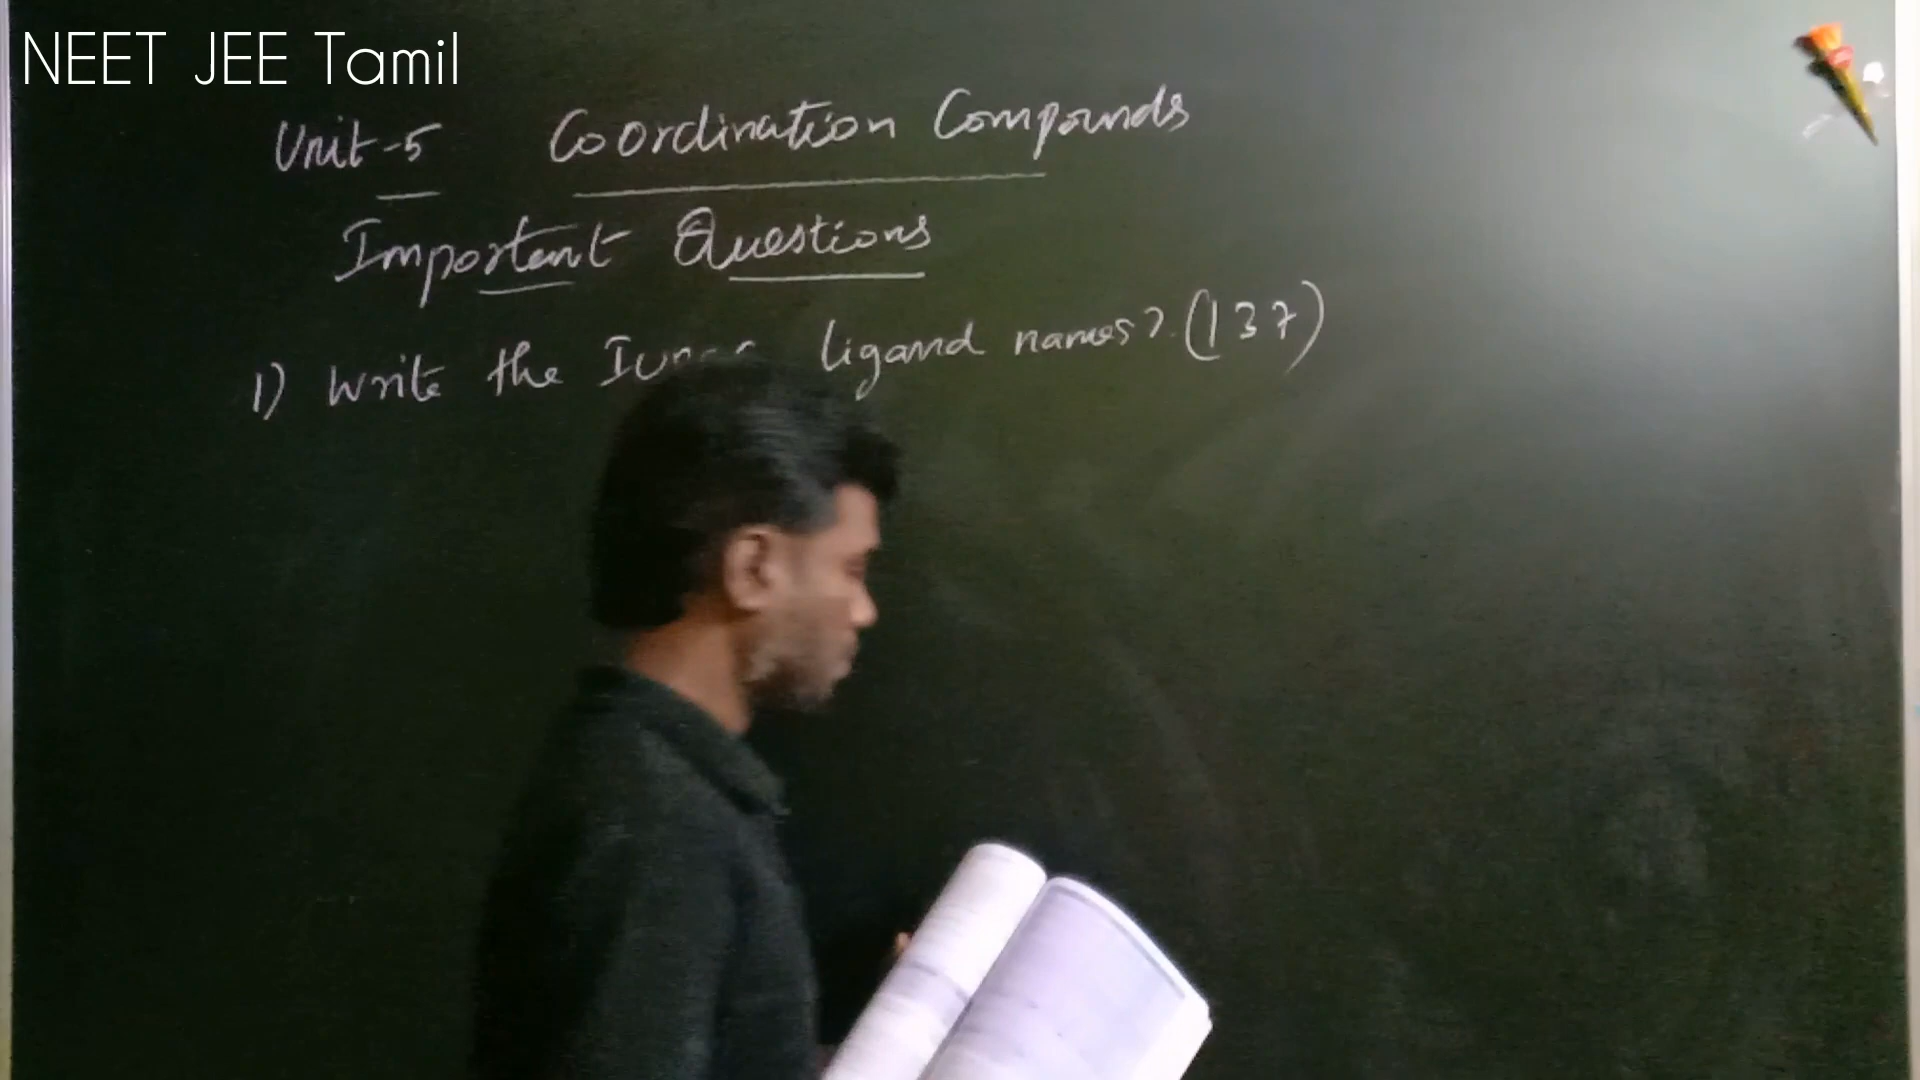 NEET JEE Tamil
Unit-5 Coordination Compounds
Important Questions
1) Write the ligand names? (137)